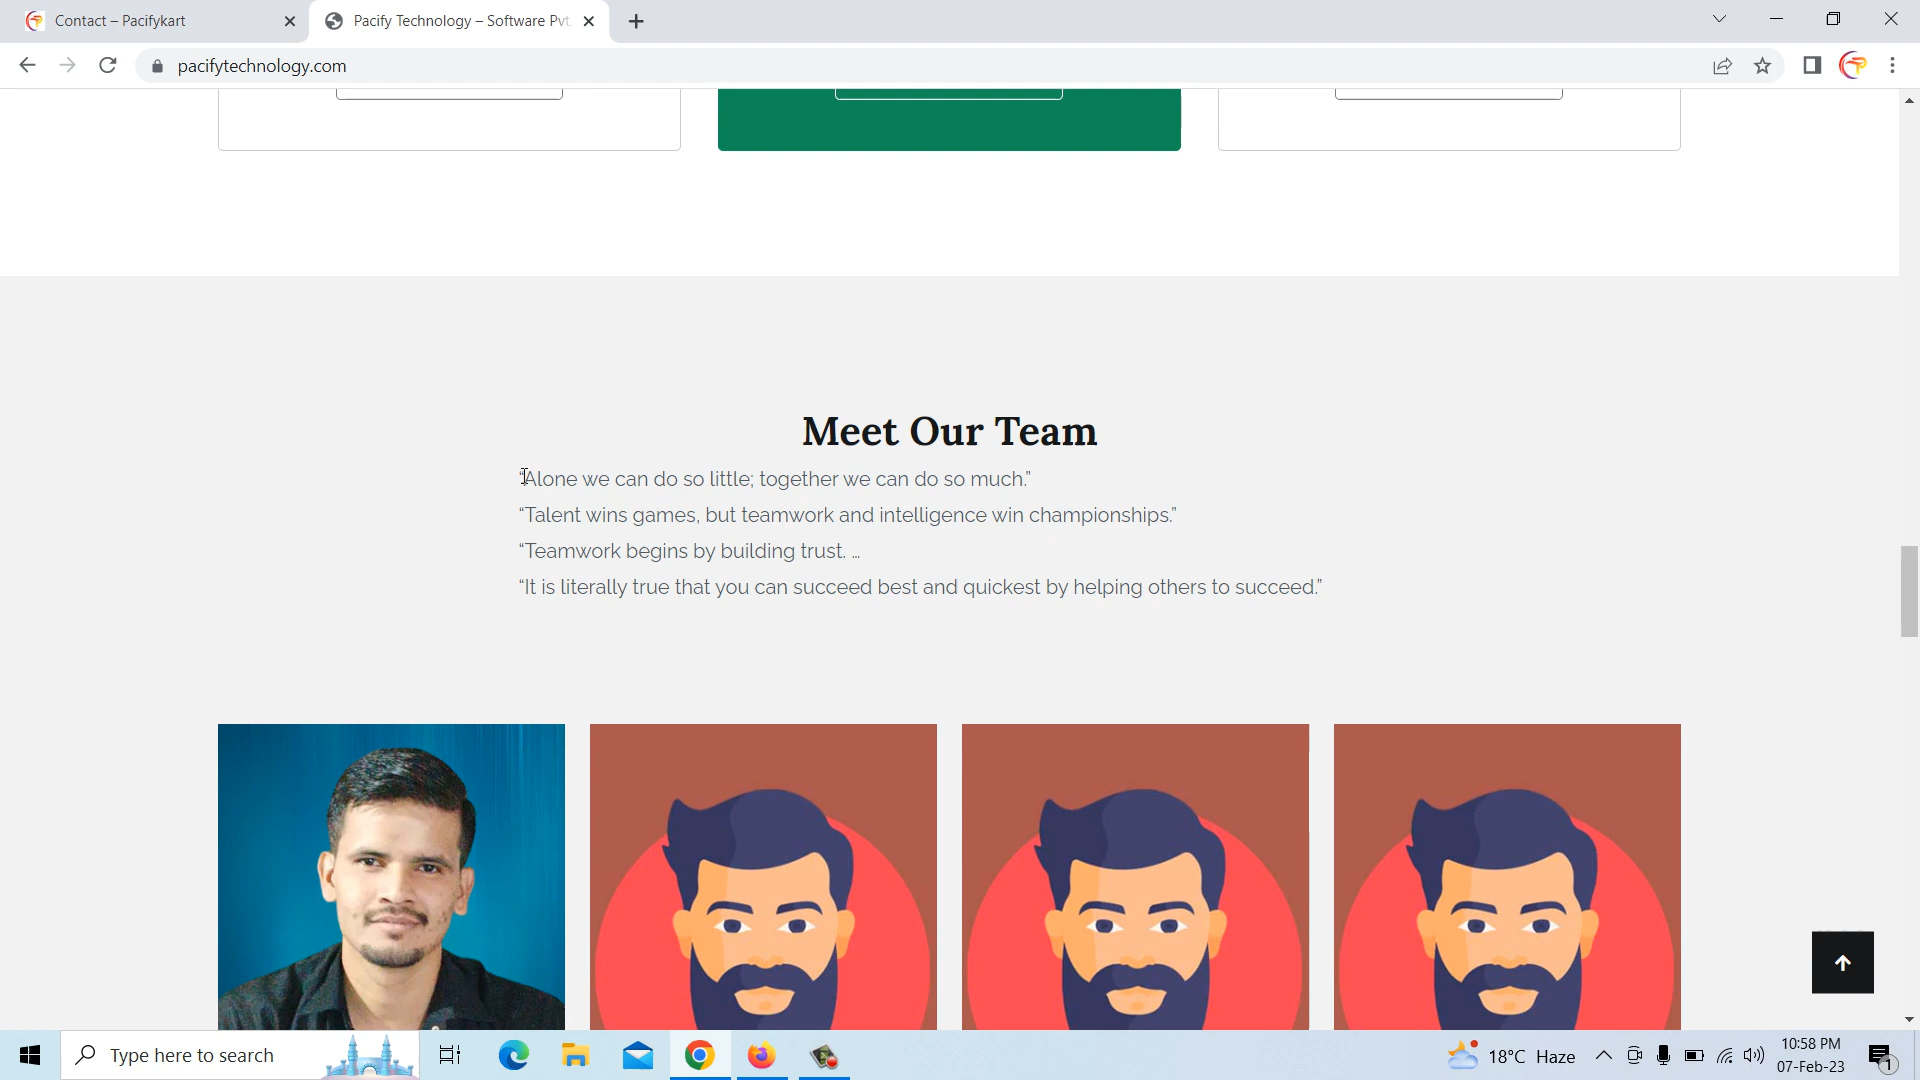 Contact – Pacifykart
Pacify Technology – Software Pvt
pacifytechnology.com
Meet Our Team
“Alone we can do so little; together we can do so much.”
“Talent wins games, but teamwork and intelligence win championships.”
“Teamwork begins by building trust. …
“It is literally true that you can succeed best and quickest by helping others to succeed.”
Type here to search
18°C Haze
10:58 PM
07-Feb-23
1